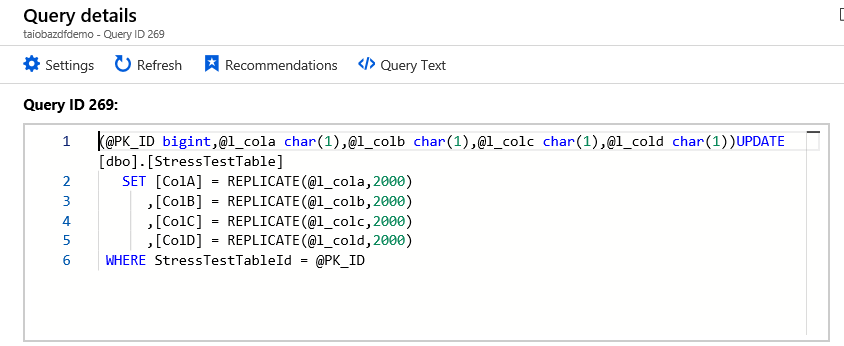 Query details
taiobazdfdemo - Query ID 269
Settings Refresh Recommendations Query Text
Query ID 269:
1 (@PK_ID bigint,@l_cola char(1),@l_colb char(1),@l_colc char(1),@l_cold char(1))UPDATE
[dbo].[StressTestTable]
2 SET [ColA] = REPLICATE(@l_cola,2000)
3 ,[ColB] = REPLICATE(@l_colb,2000)
4 ,[ColC] = REPLICATE(@l_colc,2000)
5 ,[ColD] = REPLICATE(@l_cold,2000)
6 WHERE StressTestTableId = @PK_ID